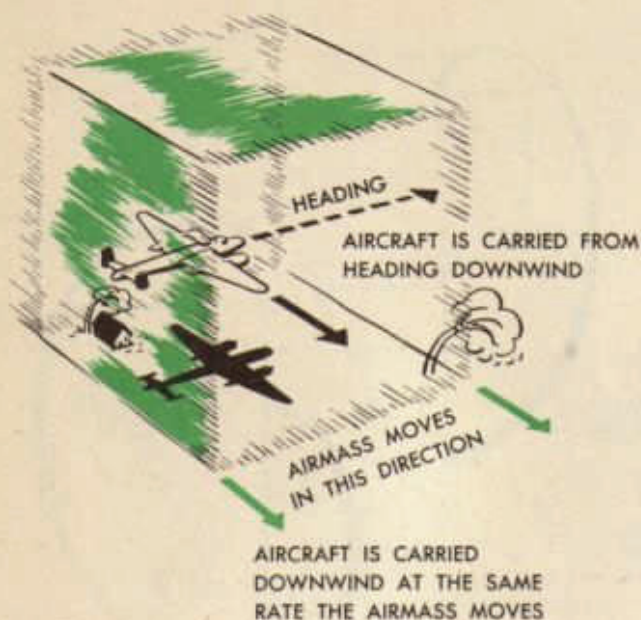 HEADING
AIRCRAFT IS CARRIED FROM
HEADING DOWNWIND
AIRMASS MOVES
IN THIS DIRECTION
AIRCRAFT IS CARRIED
DOWNWIND AT THE SAME
RATE THE AIRMASS MOVES